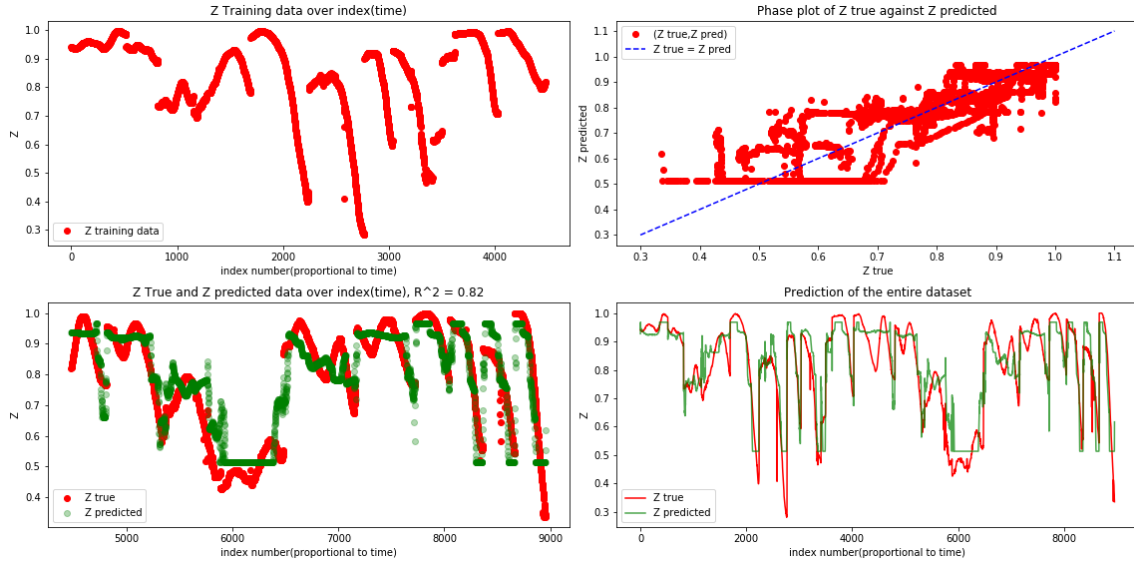 Z Training data over index(time)
Z
1.0
0.9
0.8
0.7
0.6
0.5
0.4
0.3
Z training data
0
1000
2000
3000
4000
index number(proportional to time)
Phase plot of Z true against Z predicted
Z predicted
1.1
1.0
0.9
0.8
0.7
0.6
0.5
0.4
0.3
(Z true,Z pred)
Z true = Z pred
0.3
0.4
0.5
0.6
0.7
0.8
0.9
1.0
1.1
Z true
Z True and Z predicted data over index(time), R^2 = 0.82
Z
1.0
0.9
0.8
0.7
0.6
0.5
0.4
Z true
Z predicted
5000
6000
7000
8000
9000
index number(proportional to time)
Prediction of the entire dataset
Z
1.0
0.9
0.8
0.7
0.6
0.5
0.4
0.3
Z true
Z predicted
0
2000
4000
6000
8000
index number(proportional to time)